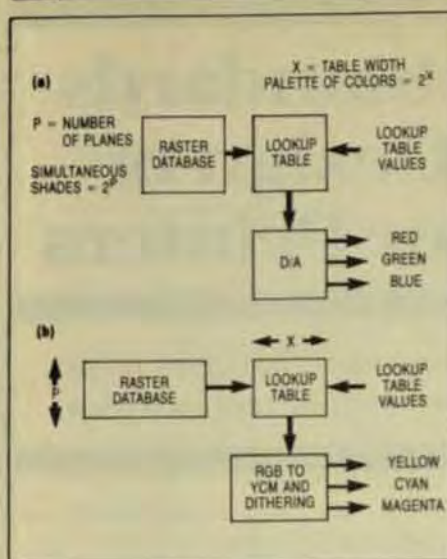 (a)
X = TABLE WIDTH
PALETTE OF COLORS = 2^X
P = NUMBER
OF PLANES
SIMULTANEOUS
SHADES = 2^P
RASTER
DATABASE
LOOKUP
TABLE
LOOKUP
TABLE
VALUES
D/A
RED
GREEN
BLUE
(b)
X
P
RASTER
DATABASE
LOOKUP
TABLE
LOOKUP
TABLE
VALUES
RGB TO
YCM AND
DITHERING
YELLOW
CYAN
MAGENTA